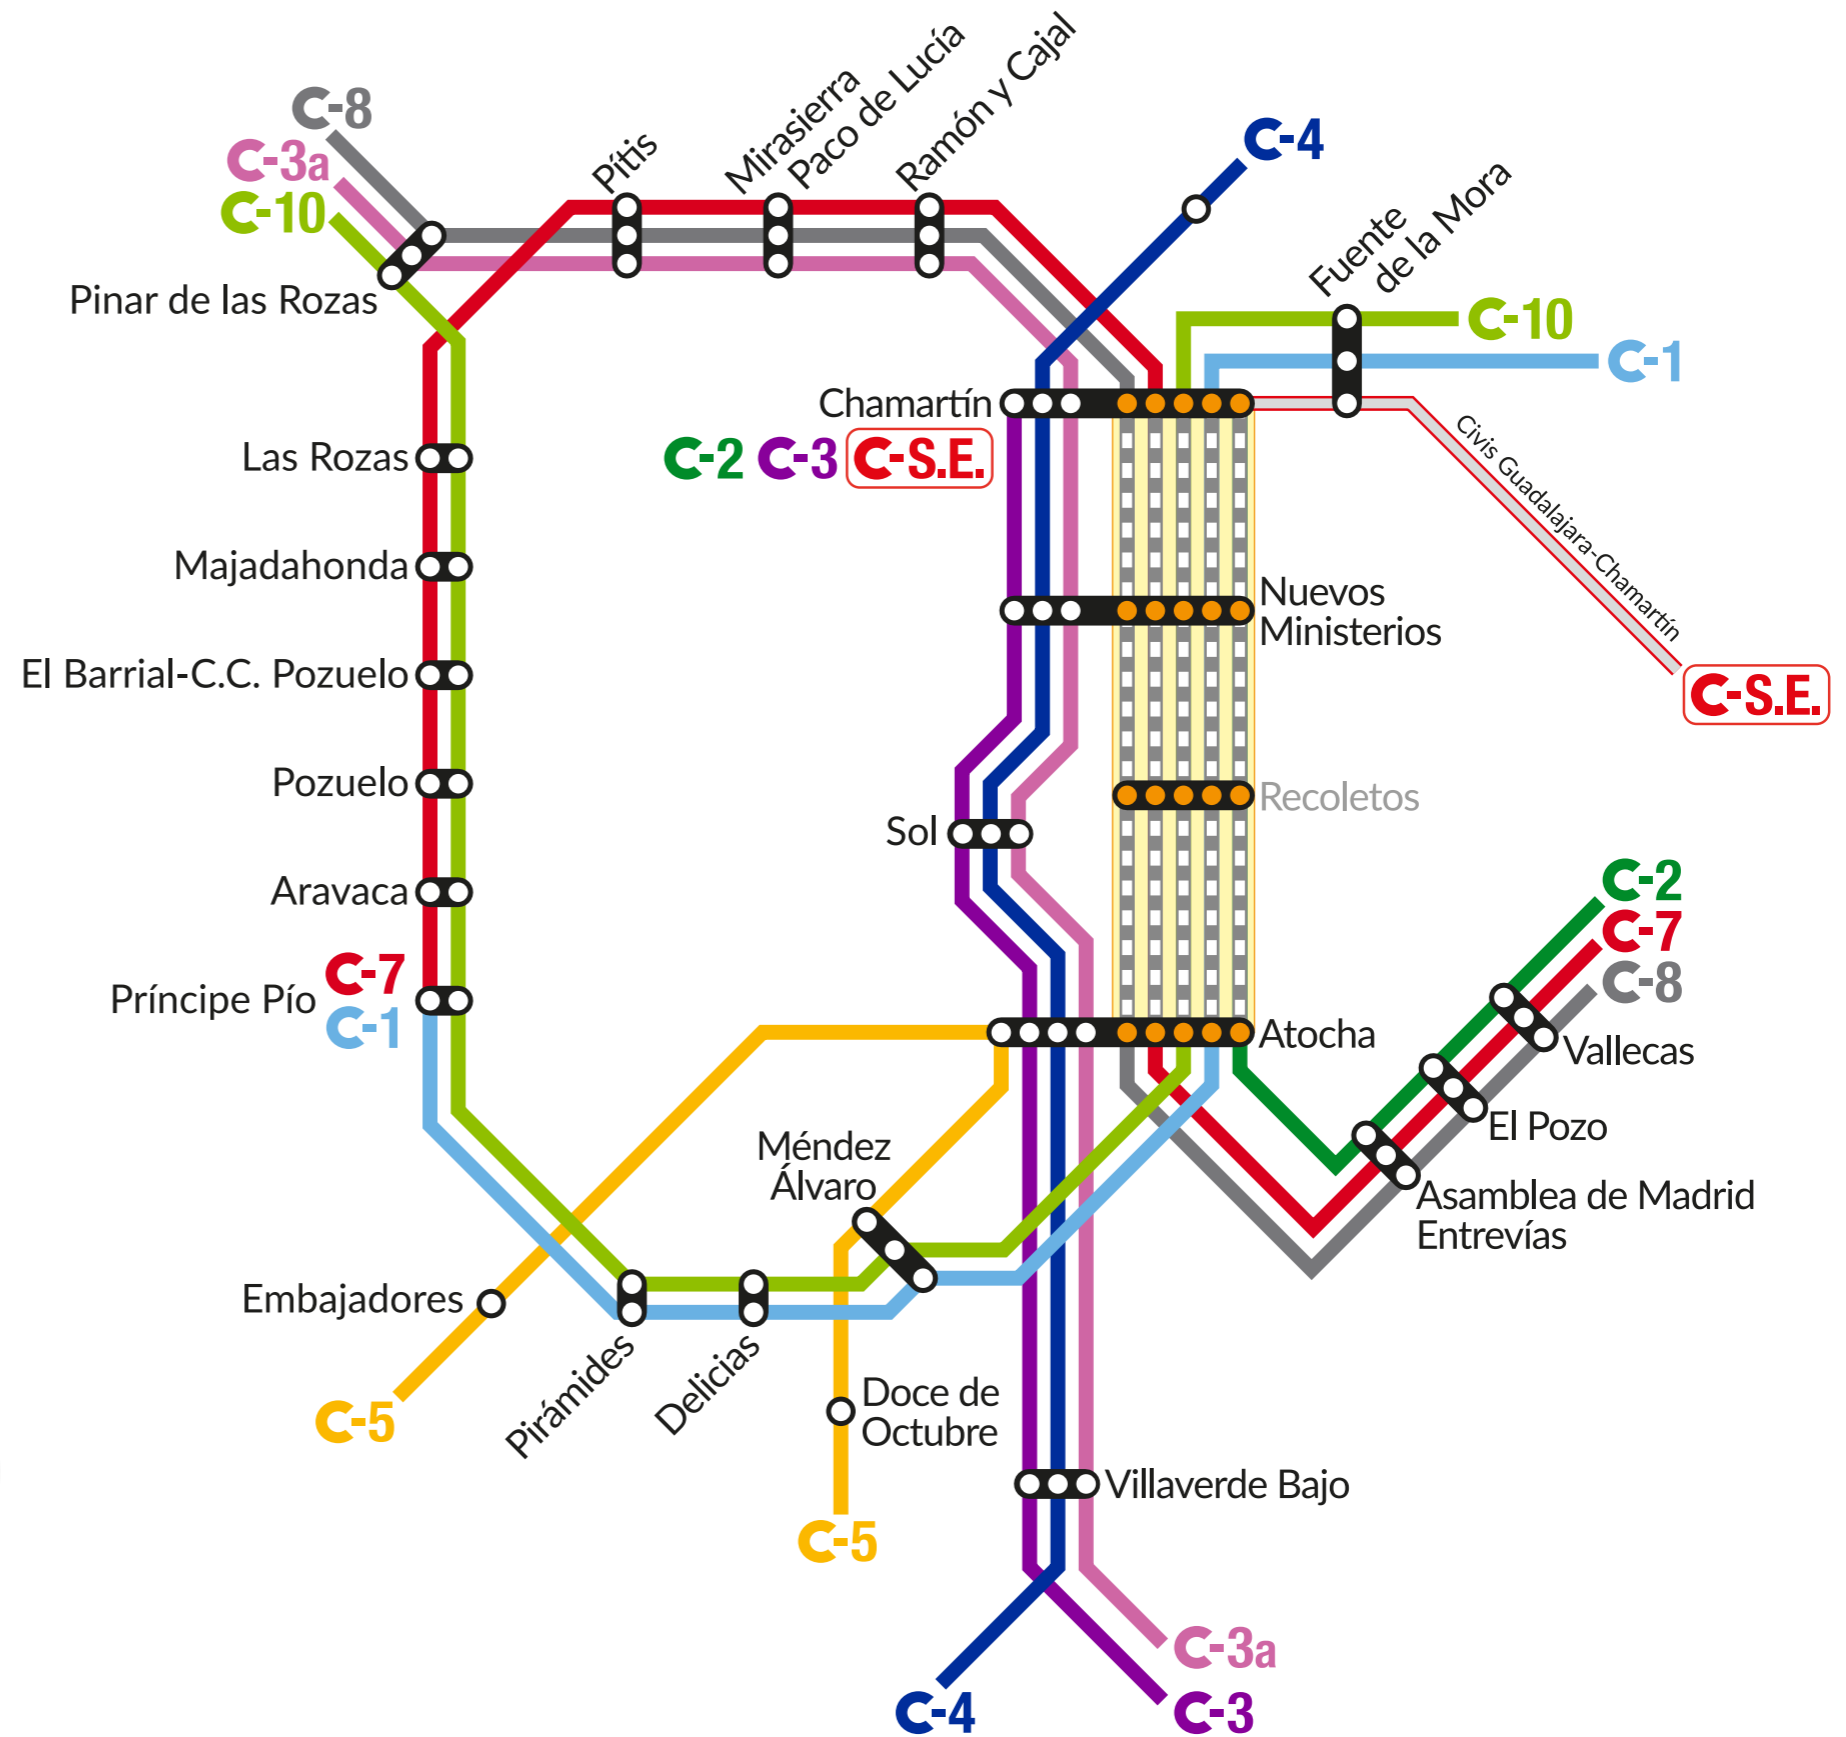 C-8
C-3a
C-10
Pinar de las Rozas
Pítis
Mirasierra
Paco de Lucía
Ramón y Cajal
C-4
Fuente
de la Mora
C-10
C-1
Chamartín
C-2 C-3 C-S.E.
Civis Guadalajara-Chamartín
C-S.E.
Las Rozas
Majadahonda
El Barrial-C.C. Pozuelo
Pozuelo
Aravaca
Príncipe Pío
C-7
C-1
Nuevos
Ministerios
Recoletos
Sol
Atocha
C-2
C-7
C-8
Vallecas
El Pozo
Asamblea de Madrid
Entrevías
Méndez
Álvaro
Embajadores
C-5
Pirámides
Delicias
Doce de
Octubre
C-5
Villaverde Bajo
C-3a
C-4
C-3